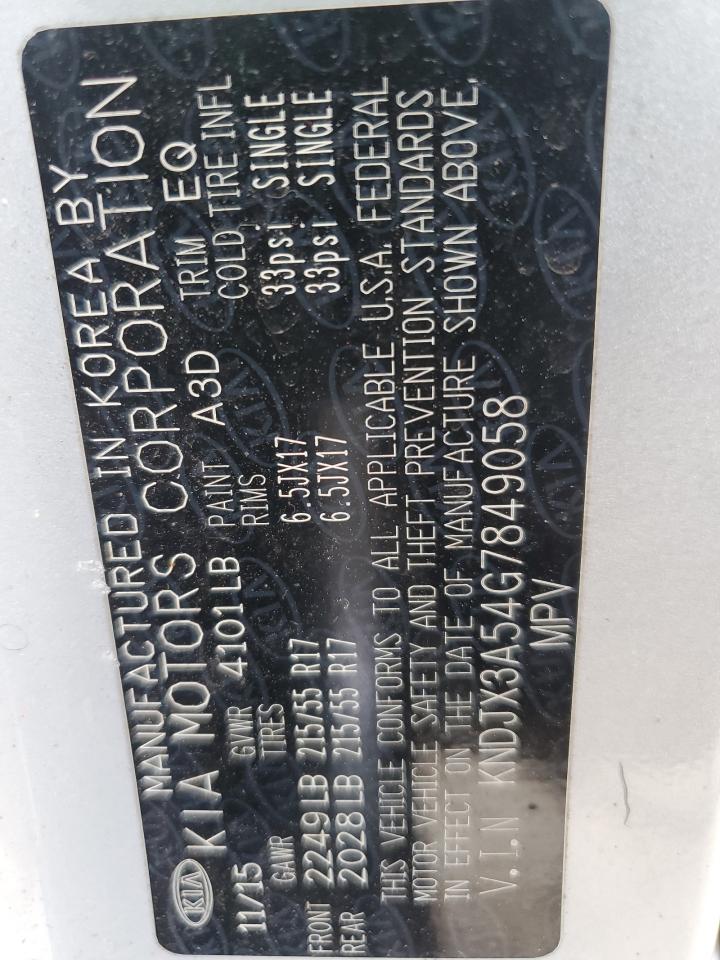 MANUFACTURED IN KOREA BY
KIA KIA MOTORS CORPORATION
11/15 GVWR 4101LB PAINT A3D TRIM EQ
GAWR TIRES RIMS COLD TIRE INFL
FRONT 2249LB 215/55 R17 6.5JX17 33psi SINGLE
REAR 2028LB 215/55 R17 6.5JX17 33psi SINGLE
THIS VEHICLE CONFORMS TO ALL APPLICABLE U.S.A. FEDERAL
MOTOR VEHICLE SAFETY AND THEFT PREVENTION STANDARDS
IN EFFECT ON THE DATE OF MANUFACTURE SHOWN ABOVE.
V.I.N KNDJX3A54G7849058
MPV